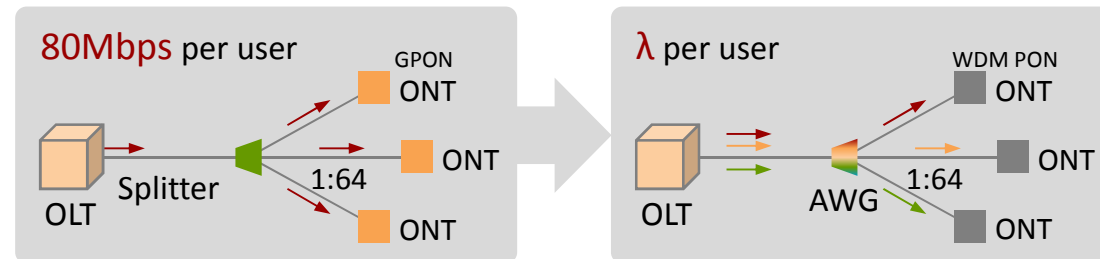 80Mbps per user
GPON
ONT
ONT
1:64
Splitter
OLT
ONT
λ per user
WDM PON
ONT
ONT
1:64
AWG
OLT
ONT